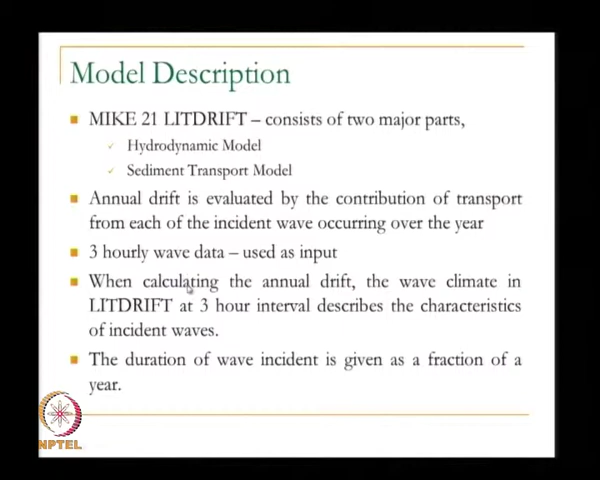 Model Description
MIKE 21 LITDRIFT – consists of two major parts,
Hydrodynamic Model
Sediment Transport Model
Annual drift is evaluated by the contribution of transport
from each of the incident wave occurring over the year
3 hourly wave data – used as input
When calculating the annual drift, the wave climate in
LITDRIFT at 3 hour interval describes the characteristics
of incident waves.
The duration of wave incident is given as a fraction of a
year.
NPTEL